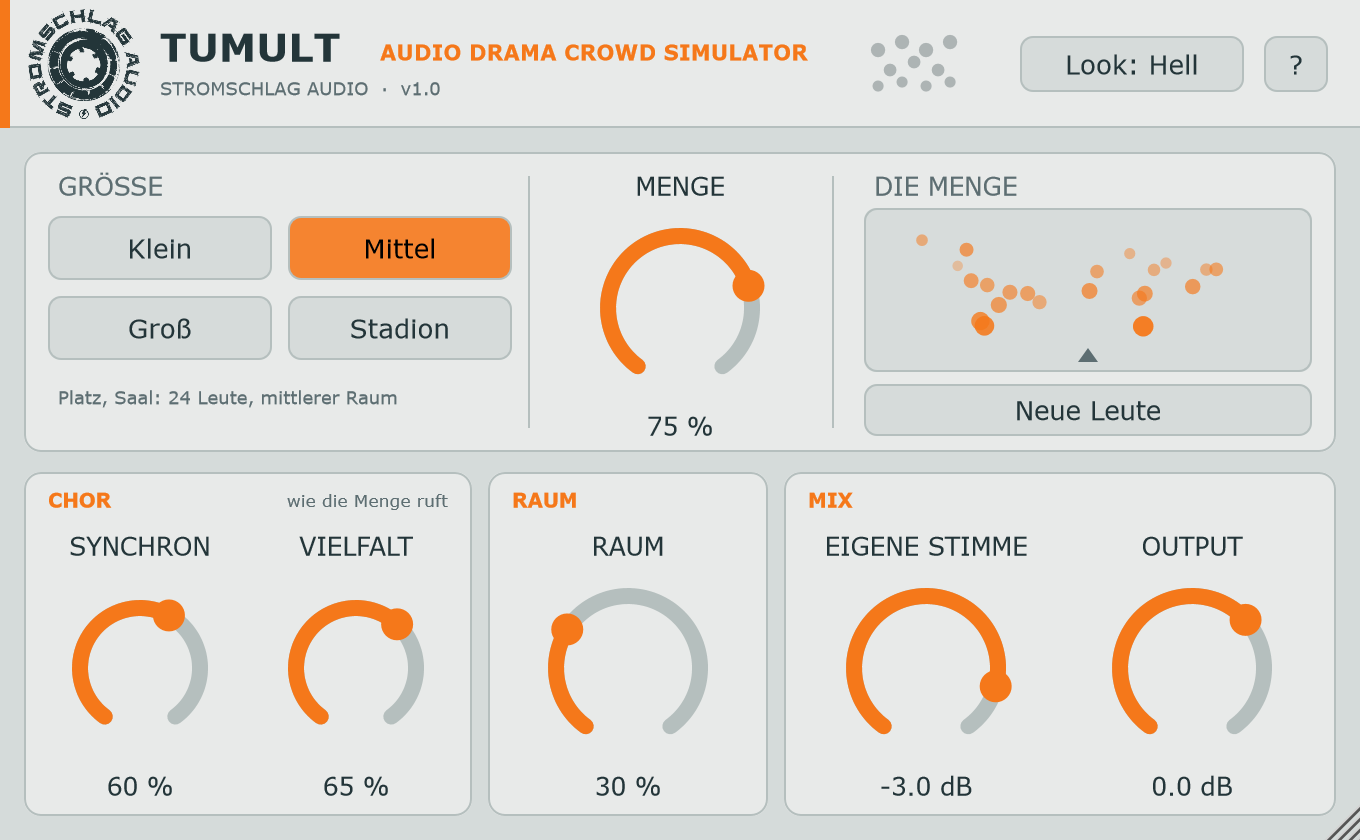 STROMSCHLAG AUDIO
TUMULT
AUDIO DRAMA CROWD SIMULATOR
STROMSCHLAG AUDIO · v1.0
Look: Hell
?
GRÖSSE
Klein
Mittel
Groß
Stadion
Platz, Saal: 24 Leute, mittlerer Raum
MENGE
75 %
DIE MENGE
Neue Leute
CHOR
wie die Menge ruft
SYNCHRON
VIELFALT
60 %
65 %
RAUM
RAUM
30 %
MIX
EIGENE STIMME
OUTPUT
-3.0 dB
0.0 dB